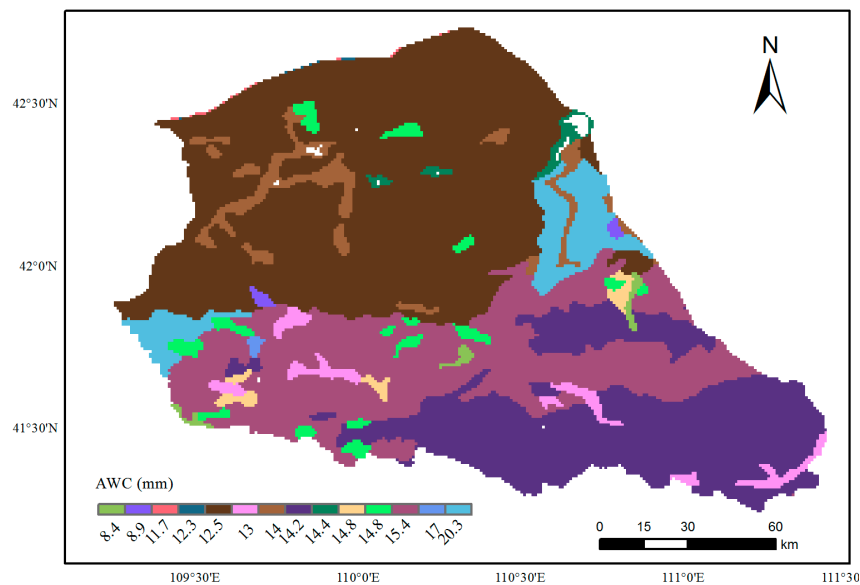 N
42°30'N
42°0'N
41°30'N
AWC (mm)
8.4 8.9 11.7 12.3 12.5 13 14 14.2 14.4 14.8 14.8 15.4 17 20.3
0 15 30 60
km
109°30'E 110°0'E 110°30'E 111°0'E 111°30'E